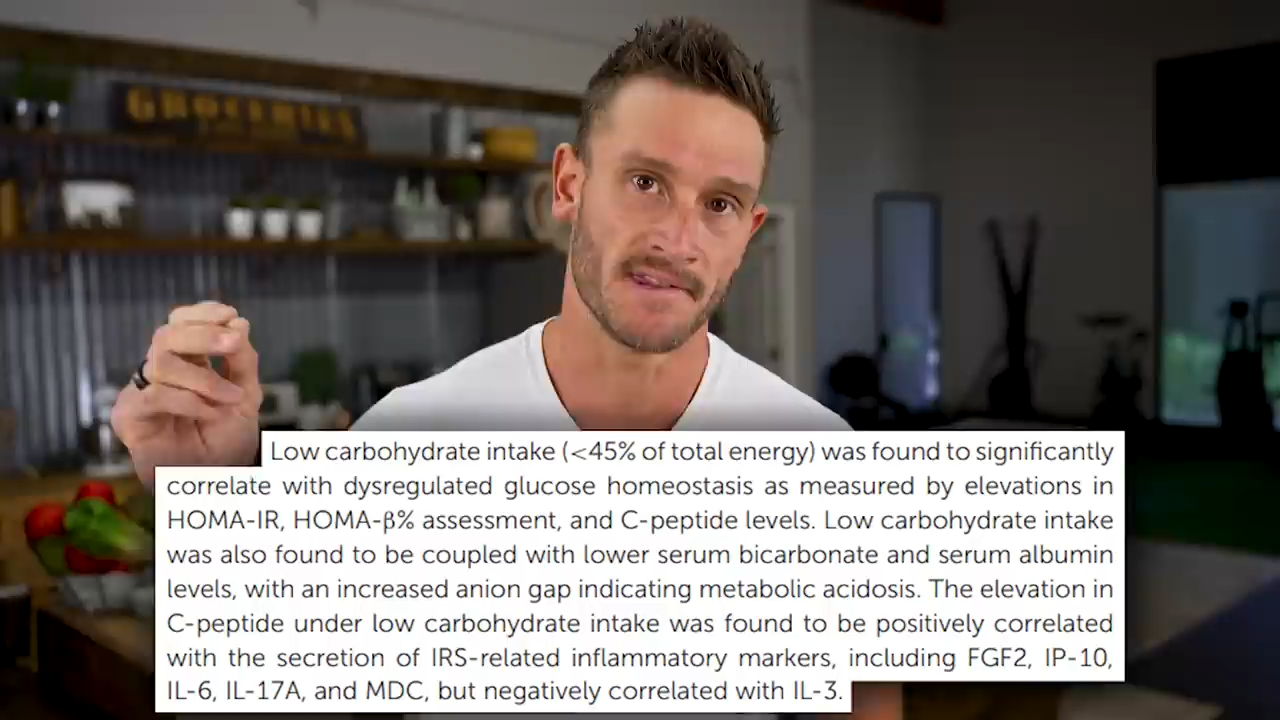 GROCERIES
Low carbohydrate intake (<45% of total energy) was found to significantly
correlate with dysregulated glucose homeostasis as measured by elevations in
HOMA-IR, HOMA-β% assessment, and C-peptide levels. Low carbohydrate intake
was also found to be coupled with lower serum bicarbonate and serum albumin
levels, with an increased anion gap indicating metabolic acidosis. The elevation in
C-peptide under low carbohydrate intake was found to be positively correlated
with the secretion of IRS-related inflammatory markers, including FGF2, IP-10,
IL-6, IL-17A, and MDC, but negatively correlated with IL-3.